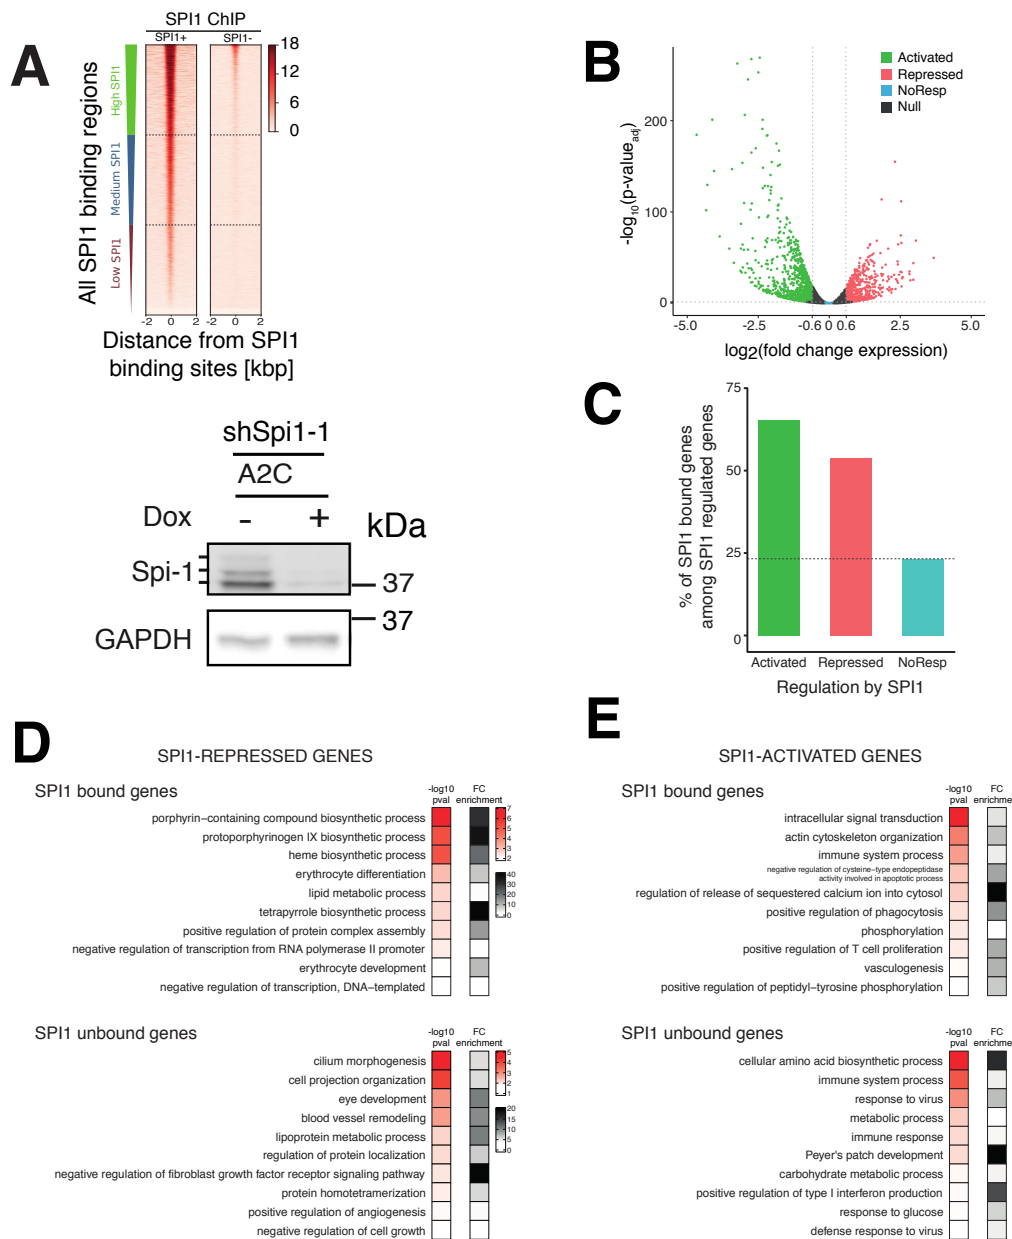 A
SPI1 ChIP
SPI1+ SPI1-
18
12
6
0
All SPI1 binding regions
High SPI1
Medium SPI1
Low SPI1
-2 0 2 -2 0 2
Distance from SPI1
binding sites [kbp]
shSpi1-1
A2C
Dox - + kDa
Spi-1
37
37
GAPDH
B
Activated
Repressed
NoResp
Null
-log10(p-valueadj)
200
100
0
-5.0 -2.5 -0.6 0 0.6 2.5 5.0
log2(fold change expression)
C
% of SPI1 bound genes
among SPI1 regulated genes
75
50
25
0
Activated Repressed NoResp
Regulation by SPI1
D
SPI1-REPRESSED GENES
SPI1 bound genes
-log10 pval
FC enrichment
porphyrin-containing compound biosynthetic process
protoporphyrinogen IX biosynthetic process
heme biosynthetic process
erythrocyte differentiation
lipid metabolic process
tetrapyrrole biosynthetic process
positive regulation of protein complex assembly
negative regulation of transcription from RNA polymerase II promoter
erythrocyte development
negative regulation of transcription, DNA-templated
7
6
5
4
3
2
40
30
20
10
0
SPI1 unbound genes
-log10 pval
FC enrichment
cilium morphogenesis
cell projection organization
eye development
blood vessel remodeling
lipoprotein metabolic process
regulation of protein localization
negative regulation of fibroblast growth factor receptor signaling pathway
protein homotetramerization
positive regulation of angiogenesis
negative regulation of cell growth
5
4
3
2
1
20
15
10
5
0
E
SPI1-ACTIVATED GENES
SPI1 bound genes
-log10 pval
FC enrichme
intracellular signal transduction
actin cytoskeleton organization
immune system process
negative regulation of cysteine-type endopeptidase
activity involved in apoptotic process
regulation of release of sequestered calcium ion into cytosol
positive regulation of phagocytosis
phosphorylation
positive regulation of T cell proliferation
vasculogenesis
positive regulation of peptidyl-tyrosine phosphorylation
SPI1 unbound genes
-log10 pval
FC enrichme
cellular amino acid biosynthetic process
immune system process
response to virus
metabolic process
immune response
Peyer's patch development
carbohydrate metabolic process
positive regulation of type I interferon production
response to glucose
defense response to virus